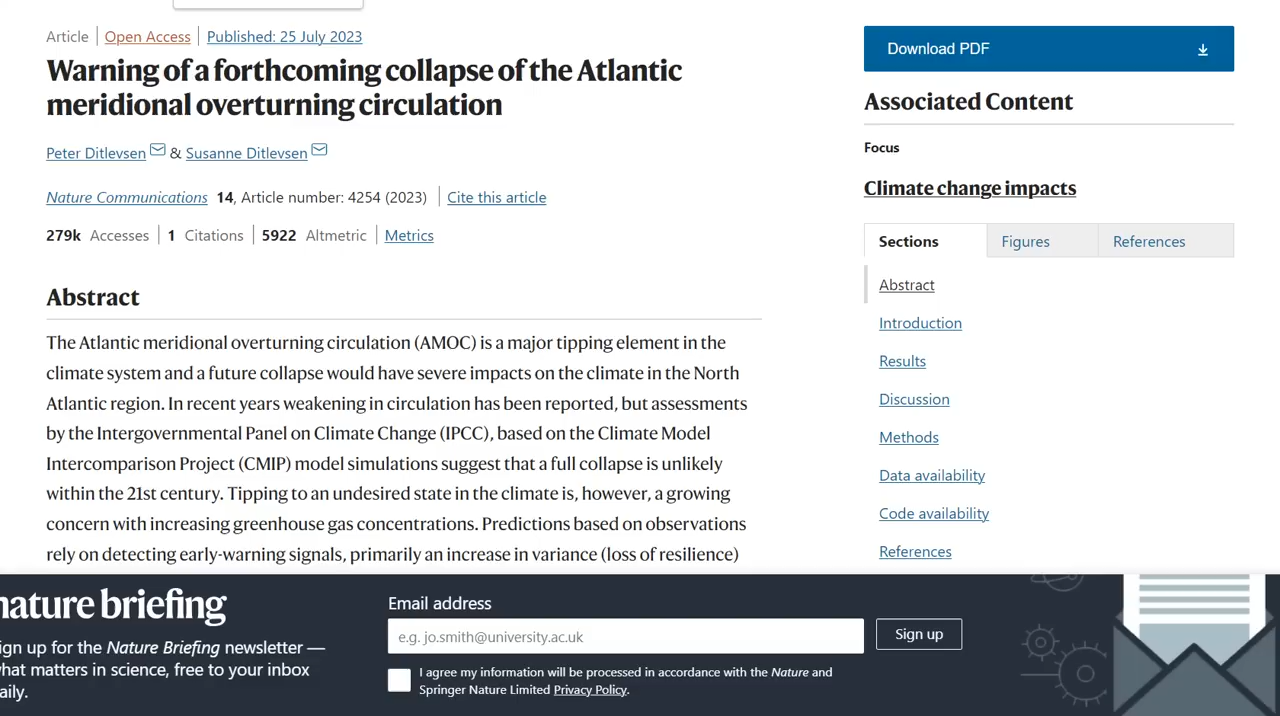 Article Open Access Published: 25 July 2023
Warning of a forthcoming collapse of the Atlantic
meridional overturning circulation
Peter Ditlevsen & Susanne Ditlevsen
Nature Communications 14, Article number: 4254 (2023) Cite this article
279k Accesses 1 Citations 5922 Altmetric Metrics
Abstract
The Atlantic meridional overturning circulation (AMOC) is a major tipping element in the
climate system and a future collapse would have severe impacts on the climate in the North
Atlantic region. In recent years weakening in circulation has been reported, but assessments
by the Intergovernmental Panel on Climate Change (IPCC), based on the Climate Model
Intercomparison Project (CMIP) model simulations suggest that a full collapse is unlikely
within the 21st century. Tipping to an undesired state in the climate is, however, a growing
concern with increasing greenhouse gas concentrations. Predictions based on observations
rely on detecting early-warning signals, primarily an increase in variance (loss of resilience)
Download PDF
Associated Content
Focus
Climate change impacts
Sections Figures References
Abstract
Introduction
Results
Discussion
Methods
Data availability
Code availability
References
nature briefing
ign up for the Nature Briefing newsletter —
hat matters in science, free to your inbox
aily.
Email address
e.g. jo.smith@university.ac.uk
Sign up
I agree my information will be processed in accordance with the Nature and
Springer Nature Limited Privacy Policy.